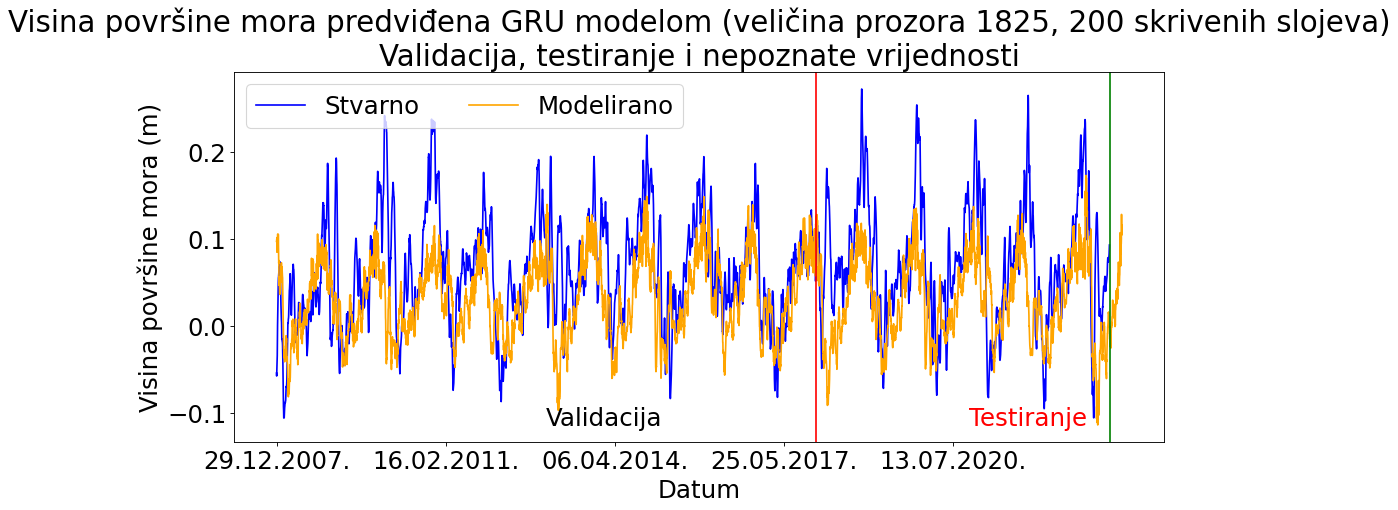 Visina površine mora predviđena GRU modelom (veličina prozora 1825, 200 skrivenih slojeva)
Validacija, testiranje i nepoznate vrijednosti
Stvarno Modelirano
Visina površine mora (m)
0.2
0.1
0.0
−0.1
Validacija Testiranje
29.12.2007. 16.02.2011. 06.04.2014. 25.05.2017. 13.07.2020.
Datum